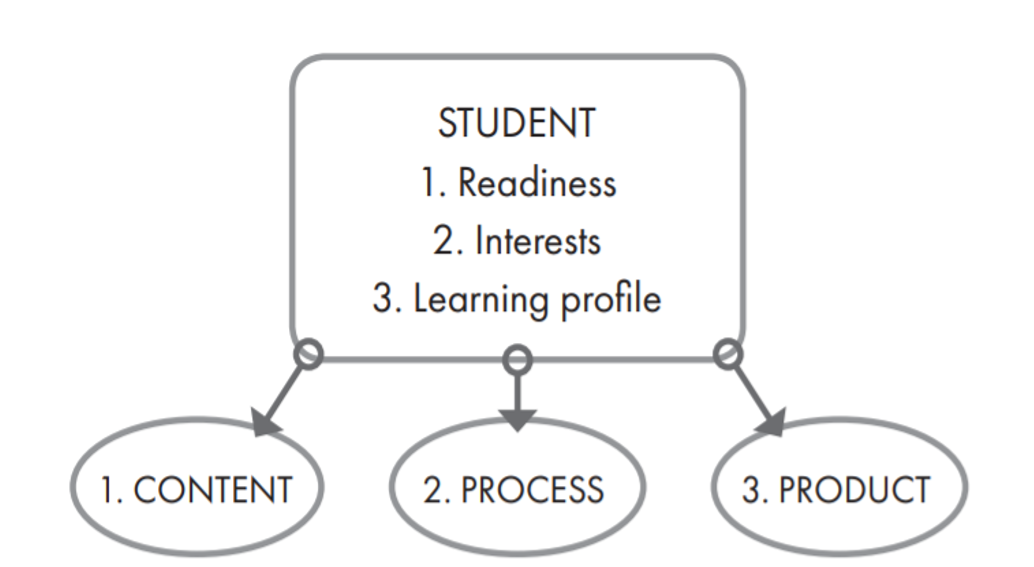 STUDENT
1. Readiness
2. Interests
3. Learning profile
1. CONTENT
2. PROCESS
3. PRODUCT